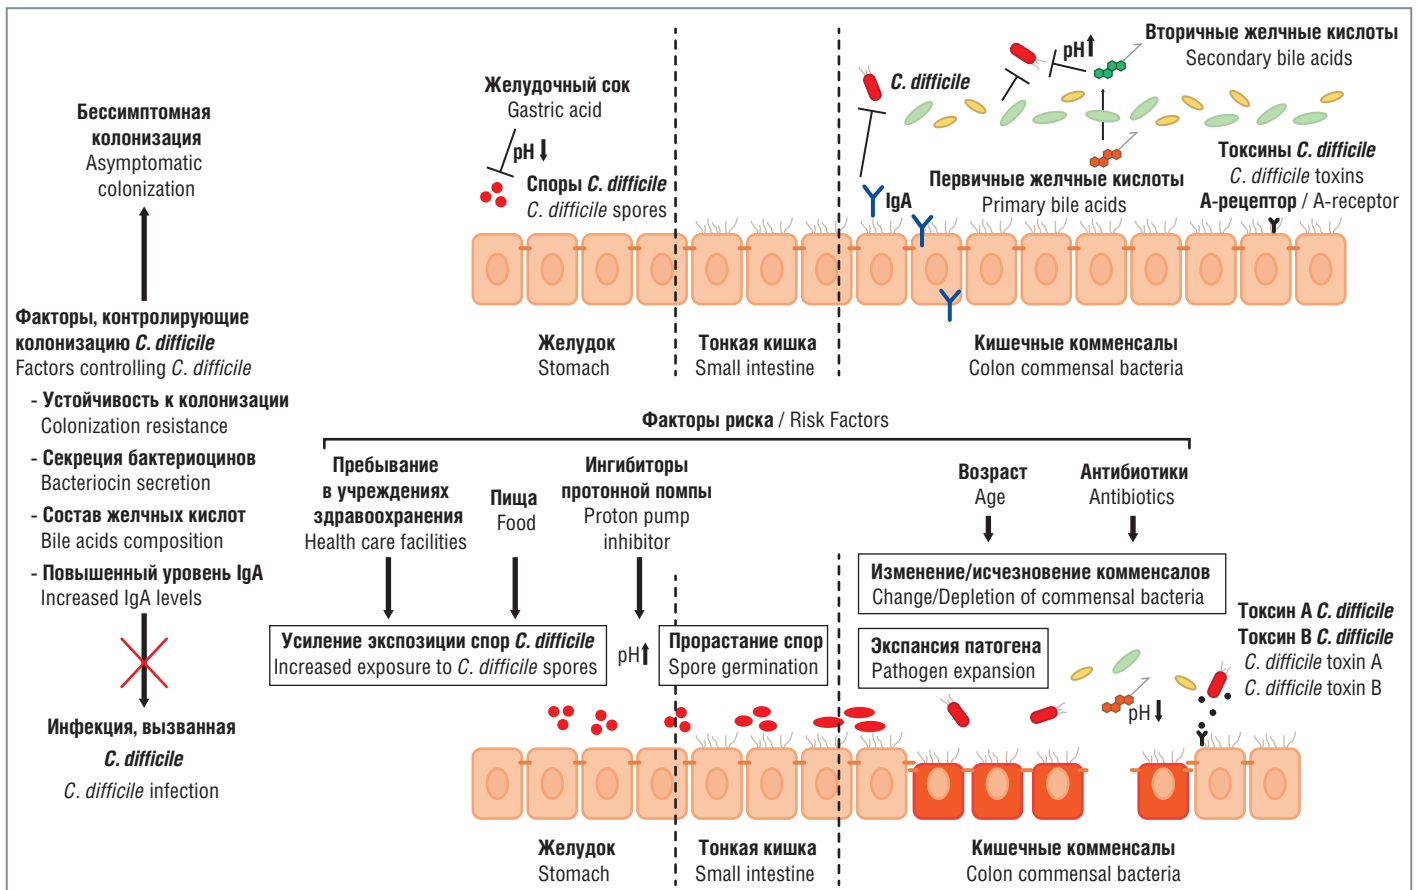 Бессимптомная
колонизация
Asymptomatic
colonization
Факторы, контролирующие
колонизацию C. difficile
Factors controlling C. difficile
- Устойчивость к колонизации
Colonization resistance
- Секреция бактериоцинов
Bacteriocin secretion
- Состав желчных кислот
Bile acids composition
- Повышенный уровень IgA
Increased IgA levels
Инфекция, вызванная
C. difficile
C. difficile infection
Желудочный сок
Gastric acid
pH
Споры C. difficile
C. difficile spores
C. difficile
pH
Вторичные желчные кислоты
Secondary bile acids
IgA
Первичные желчные кислоты
Primary bile acids
Токсины C. difficile
C. difficile toxins
А-рецептор / A-receptor
Желудок
Stomach
Тонкая кишка
Small intestine
Кишечные комменсалы
Colon commensal bacteria
Факторы риска / Risk Factors
Пребывание
в учреждениях
здравоохранения
Health care facilities
Пища
Food
Ингибиторы
протонной помпы
Proton pump
inhibitor
Возраст
Age
Антибиотики
Antibiotics
Усиление экспозиции спор C. difficile
Increased exposure to C. difficile spores
pH
Прорастание спор
Spore germination
Изменение/исчезновение комменсалов
Change/Depletion of commensal bacteria
Экспансия патогена
Pathogen expansion
pH
Токсин А C. difficile
Токсин В C. difficile
C. difficile toxin A
C. difficile toxin B
Желудок
Stomach
Тонкая кишка
Small intestine
Кишечные комменсалы
Colon commensal bacteria